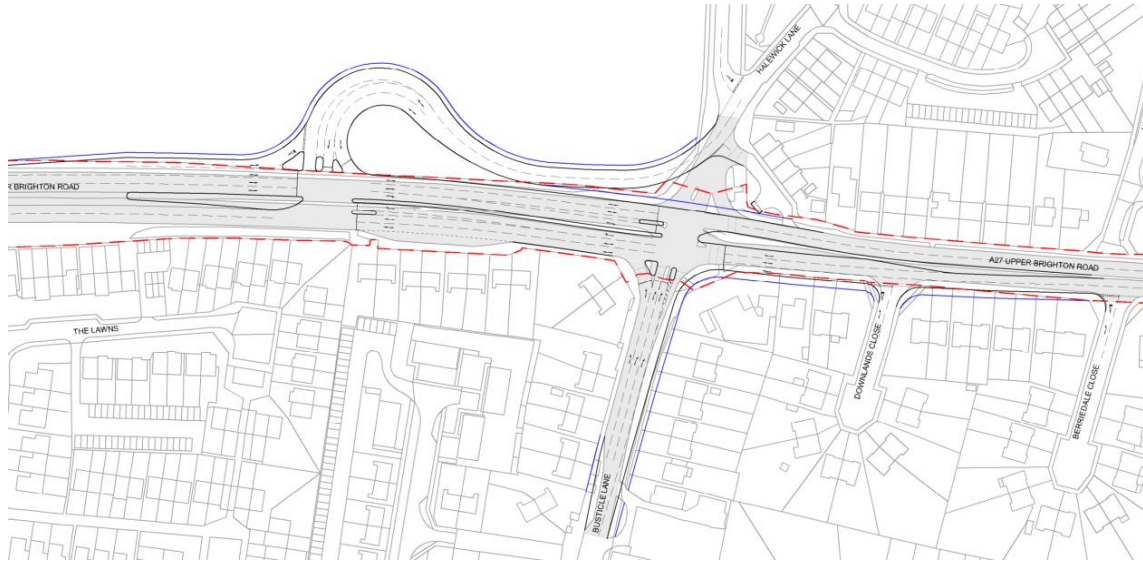 HALEWICK LANE
R BRIGHTON ROAD
A27 UPPER BRIGHTON ROAD
THE LAWNS
DOWNLANDS CLOSE
BERRIEDALE CLOSE
BUSTICLE LANE